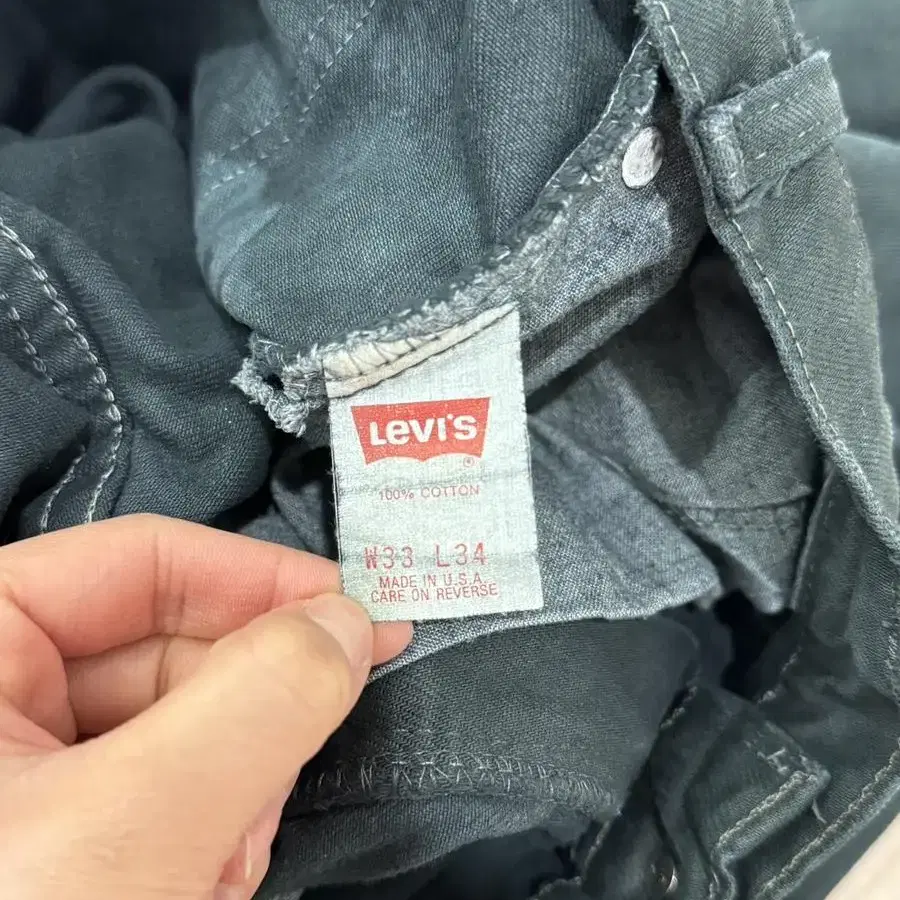 LEVI'S
®
100% COTTON
W33 L34
MADE IN U.S.A.
CARE ON REVERSE